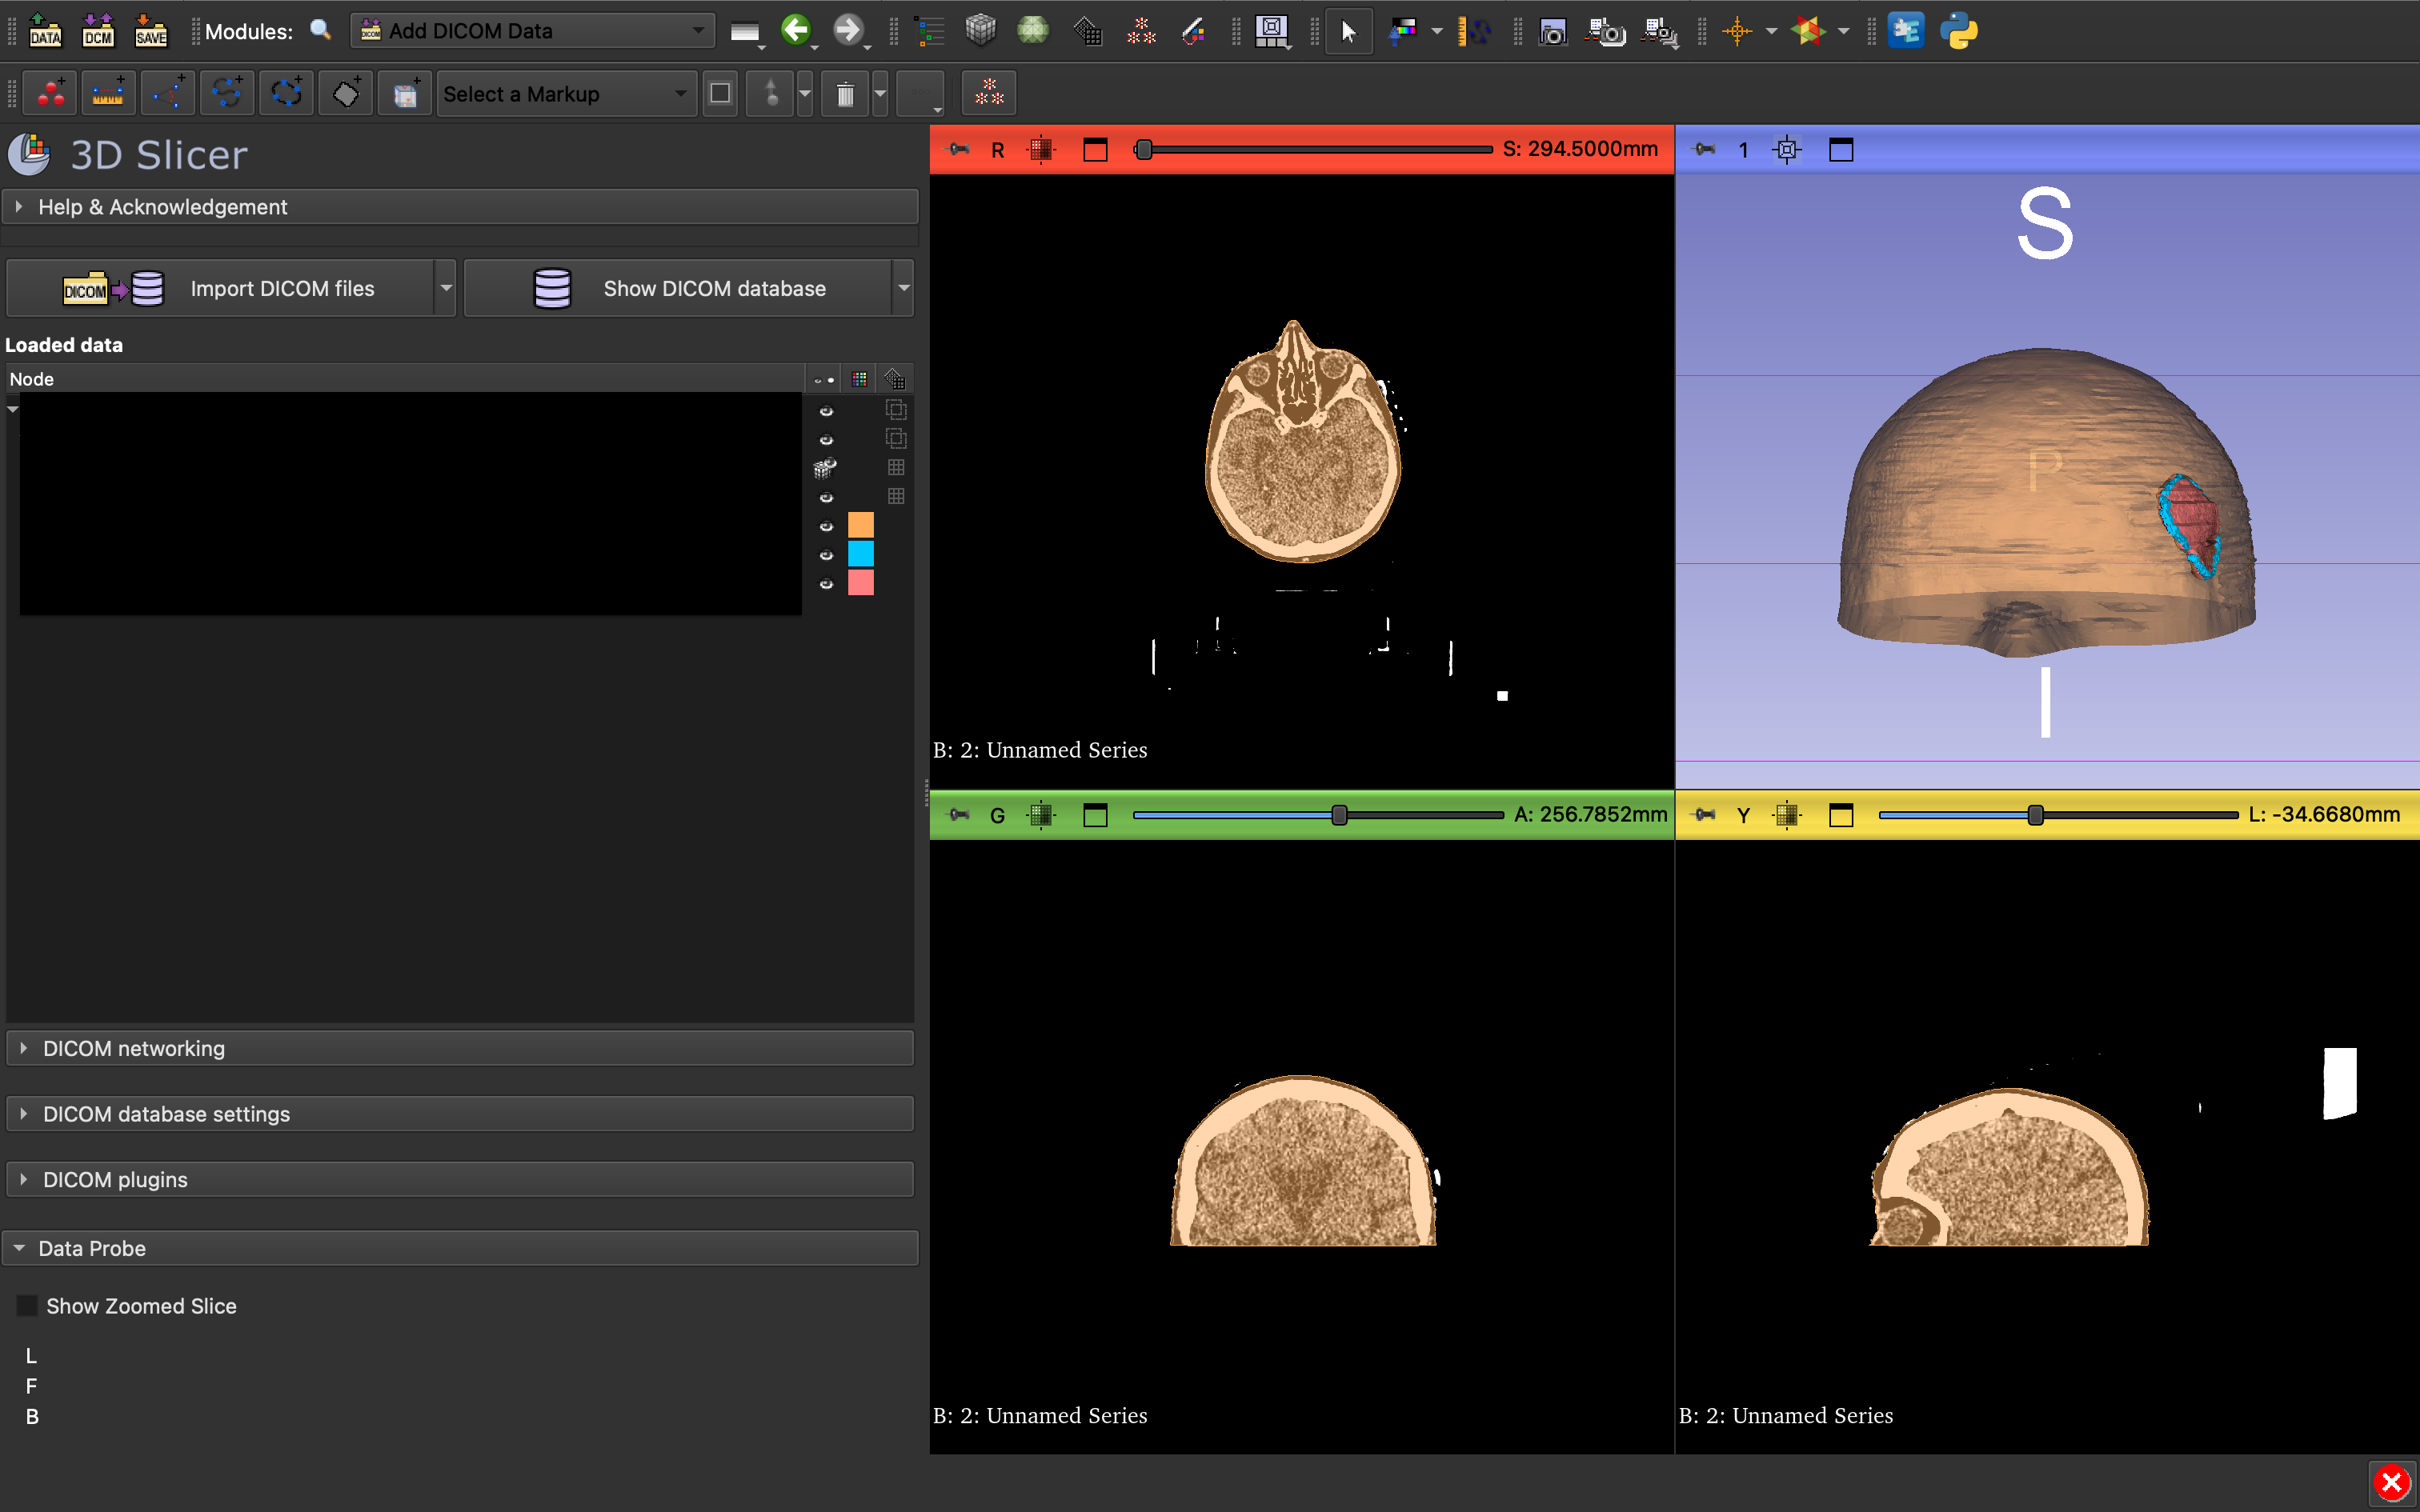 DATA DCM SAVE Modules: DICOM Add DICOM Data
Select a Markup
3D Slicer
Help & Acknowledgement
DICOM Import DICOM files Show DICOM database
Loaded data
Node
DICOM networking
DICOM database settings
DICOM plugins
Data Probe
Show Zoomed Slice
L
F
B
R S: 294.5000mm
B: 2: Unnamed Series
1
S
P
I
G A: 256.7852mm
B: 2: Unnamed Series
Y L: -34.6680mm
B: 2: Unnamed Series